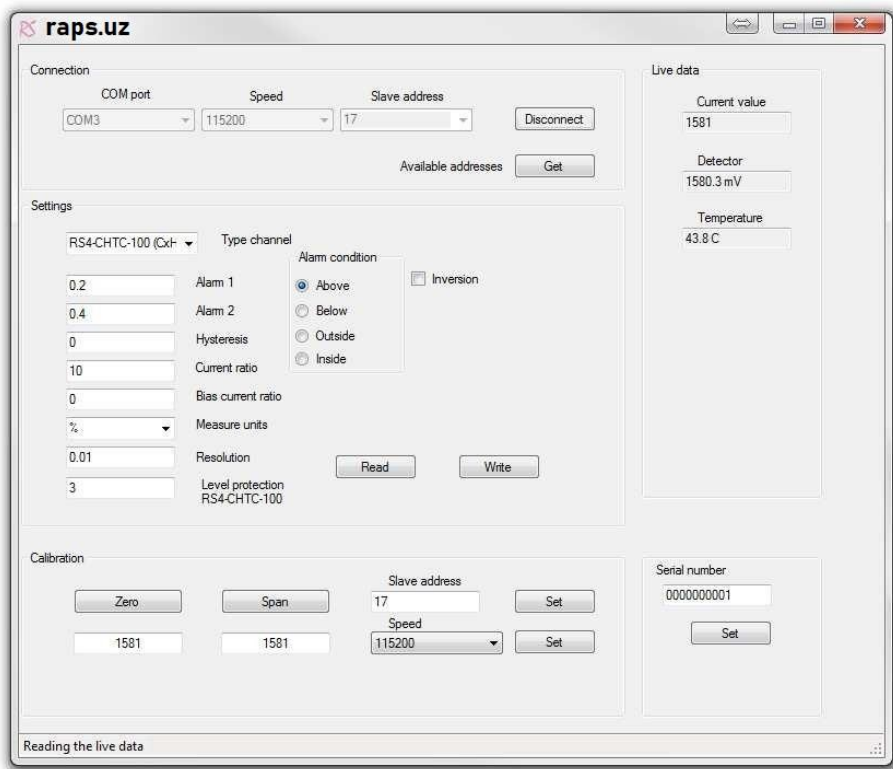 raps.uz
Connection
COM port Speed Slave address
COM3 115200 17 Disconnect
Available addresses Get
Live data
Current value
1581
Detector
1580.3 mV
Temperature
43.8 C
Settings
RS4-CHTC-100 (CxH Type channel
0.2 Alarm 1
0.4 Alarm 2
0 Hysteresis
10 Current ratio
0 Bias current ratio
% Measure units
0.01 Resolution
3 Level protection
RS4-CHTC-100
Alarm condition
Above
Below
Outside
Inside
Inversion
Read Write
Calibration
Zero Span
1581 1581
Slave address
17 Set
Speed
115200 Set
Serial number
0000000001
Set
Reading the live data